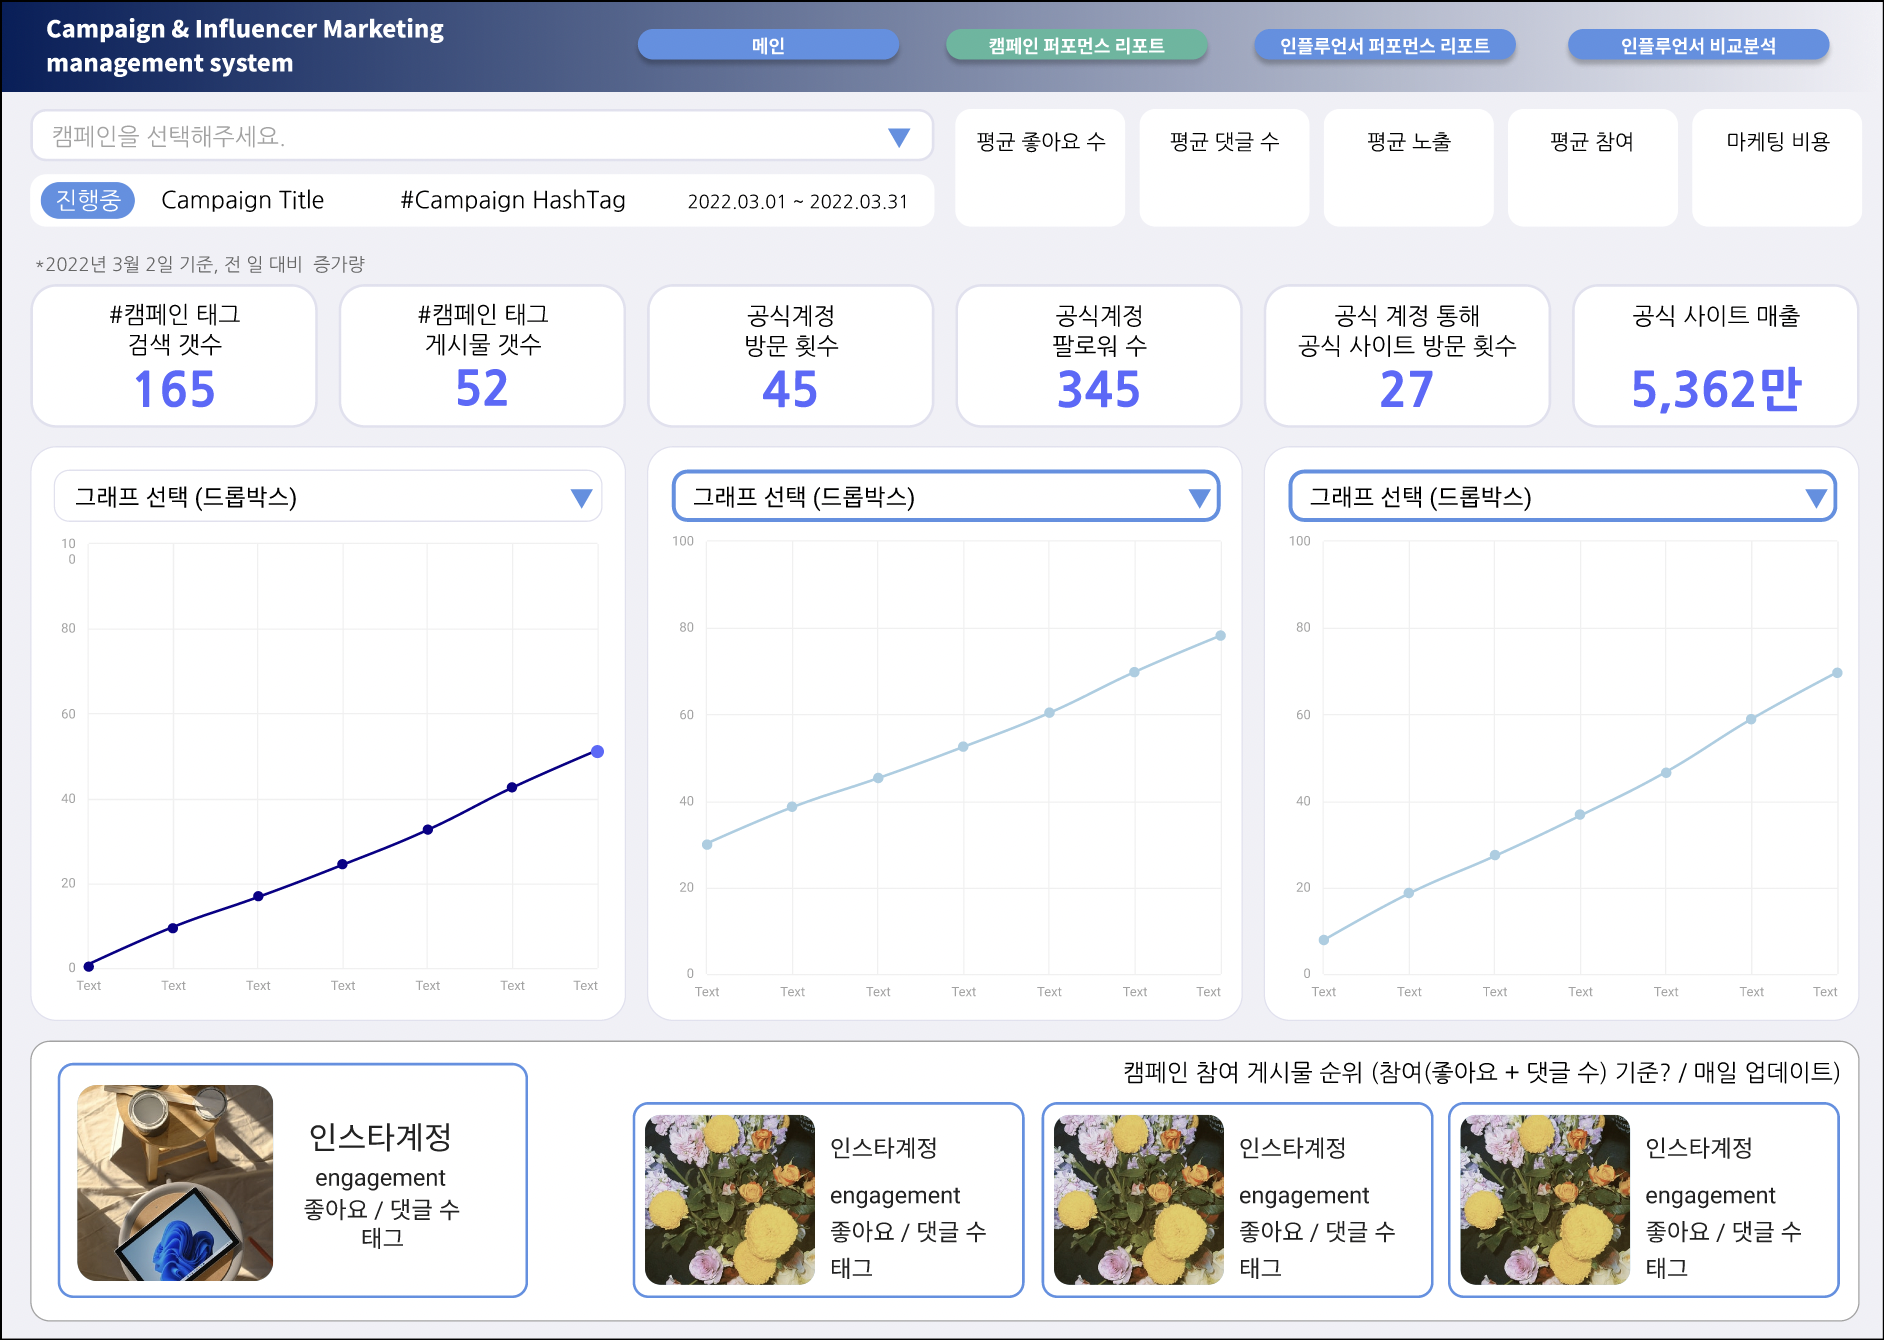 Campaign & Influencer Marketing
management system
메인
캠페인 퍼포먼스 리포트
인플루언서 퍼포먼스 리포트
인플루언서 비교분석
캠페인을 선택해주세요.
평균 좋아요 수
평균 댓글 수
평균 노출
평균 참여
마케팅 비용
진행중
Campaign Title
#Campaign HashTag
2022.03.01 ~ 2022.03.31
*2022년 3월 2일 기준, 전 일 대비 증가량
#캠페인 태그
검색 갯수
165
#캠페인 태그
게시물 갯수
52
공식계정
방문 횟수
45
공식계정
팔로워 수
345
공식 계정 통해
공식 사이트 방문 횟수
27
공식 사이트 매출
5,362만
그래프 선택 (드롭박스)
10
0
80
60
40
20
0
Text Text Text Text Text Text Text
그래프 선택 (드롭박스)
100
80
60
40
20
0
Text Text Text Text Text Text Text
그래프 선택 (드롭박스)
100
80
60
40
20
0
Text Text Text Text Text Text Text
캠페인 참여 게시물 순위 (참여(좋아요 + 댓글 수) 기준? / 매일 업데이트)
인스타계정
engagement
좋아요 / 댓글 수
태그
인스타계정
engagement
좋아요 / 댓글 수
태그
인스타계정
engagement
좋아요 / 댓글 수
태그
인스타계정
engagement
좋아요 / 댓글 수
태그